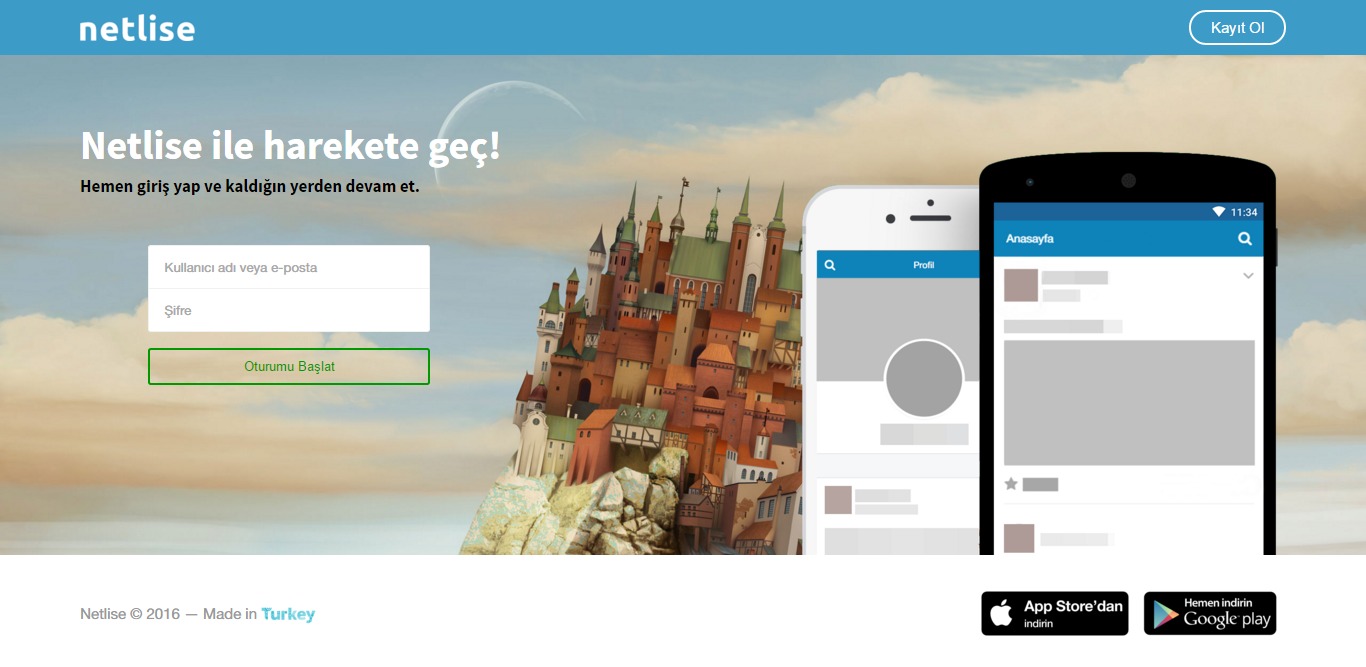 netlise
Kayıt Ol
Netlise ile harekete geç!
Hemen giriş yap ve kaldığın yerden devam et.
Kullanıcı adı veya e-posta
Şifre
Oturumu Başlat
Profil
11:34
Anasayfa
Netlise © 2016 — Made in Turkey
App Store’dan
indirin
Hemen indirin
Google play